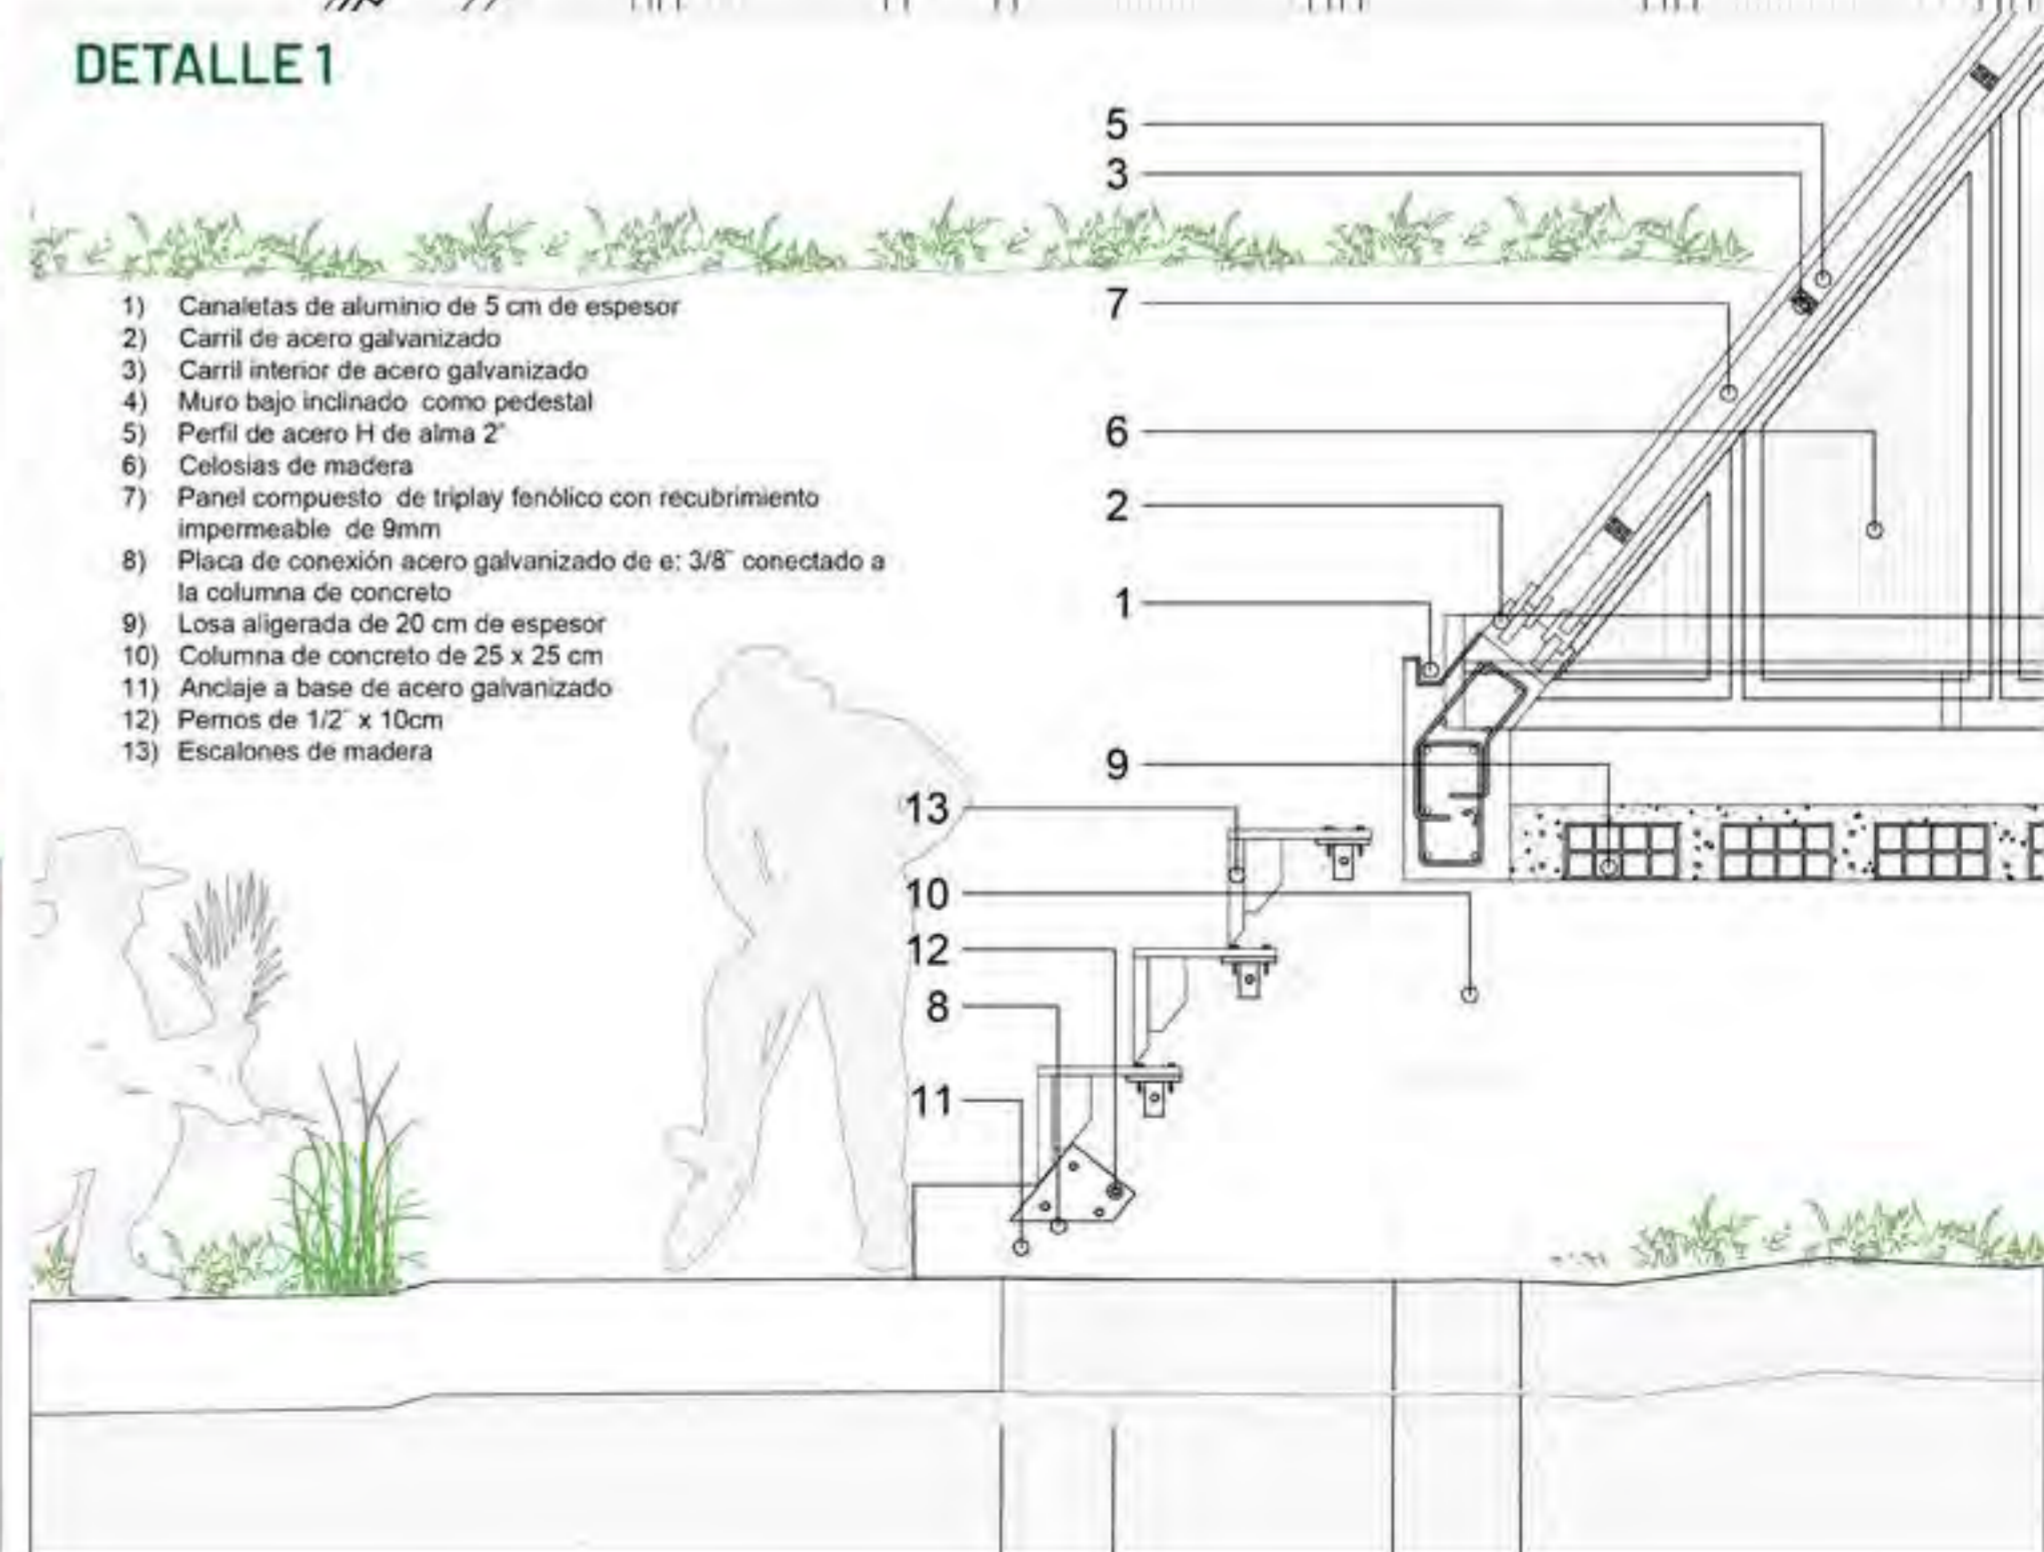 DETALLE 1
5
3
1) Canaletas de aluminio de 5 cm de espesor
2) Carril de acero galvanizado
3) Carril interior de acero galvanizado
4) Muro bajo inclinado como pedestal
5) Perfil de acero H de alma 2"
6) Celosias de madera
7) Panel compuesto de triplay fenólico con recubrimiento
impermeable de 9mm
8) Placa de conexión acero galvanizado de e: 3/8¨ conectado a
la columna de concreto
9) Losa aligerada de 20 cm de espesor
10) Columna de concreto de 25 x 25 cm
11) Anclaje a base de acero galvanizado
12) Pernos de 1/2¨ x 10cm
13) Escalones de madera
7
6
2
1
9
13
10
12
8
11